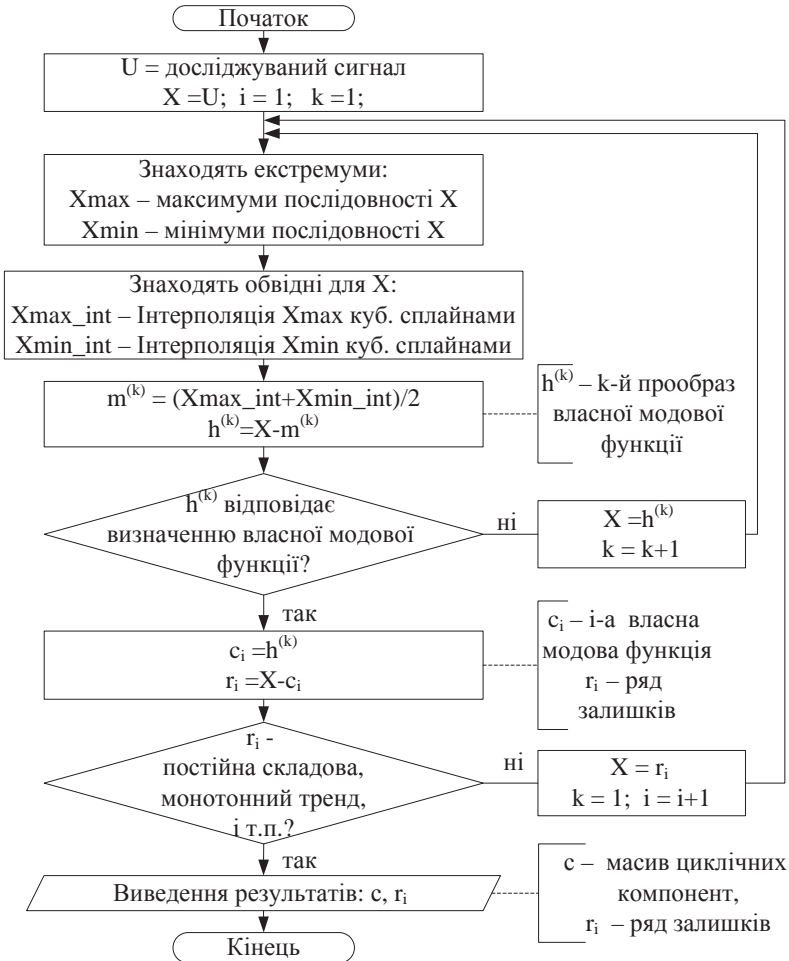 Початок
U = досліджуваний сигнал
X =U; i = 1; k =1;
Знаходять екстремуми:
Xmax – максимуми послідовності X
Xmin – мінімуми послідовності X
Знаходять обвідні для X:
Xmax_int – Інтерполяція Xmax куб. сплайнами
Xmin_int – Інтерполяція Xmin куб. сплайнами
m⁽ᵏ⁾ = (Xmax_int+Xmin_int)/2
h⁽ᵏ⁾=X-m⁽ᵏ⁾
h⁽ᵏ⁾ – k-й прообраз
власної модової
функції
h⁽ᵏ⁾ відповідає
визначенню власної модової
функції?
ні
X =h⁽ᵏ⁾
k = k+1
так
cᵢ =h⁽ᵏ⁾
rᵢ =X-cᵢ
cᵢ – i-а власна
модова функція
rᵢ – ряд
залишків
rᵢ -
постійна складова,
монотонний тренд,
і т.п.?
ні
X = rᵢ
k = 1; i = i+1
так
Виведення результатів: c, rᵢ
c – масив циклічних
компонент,
rᵢ – ряд залишків
Кінець